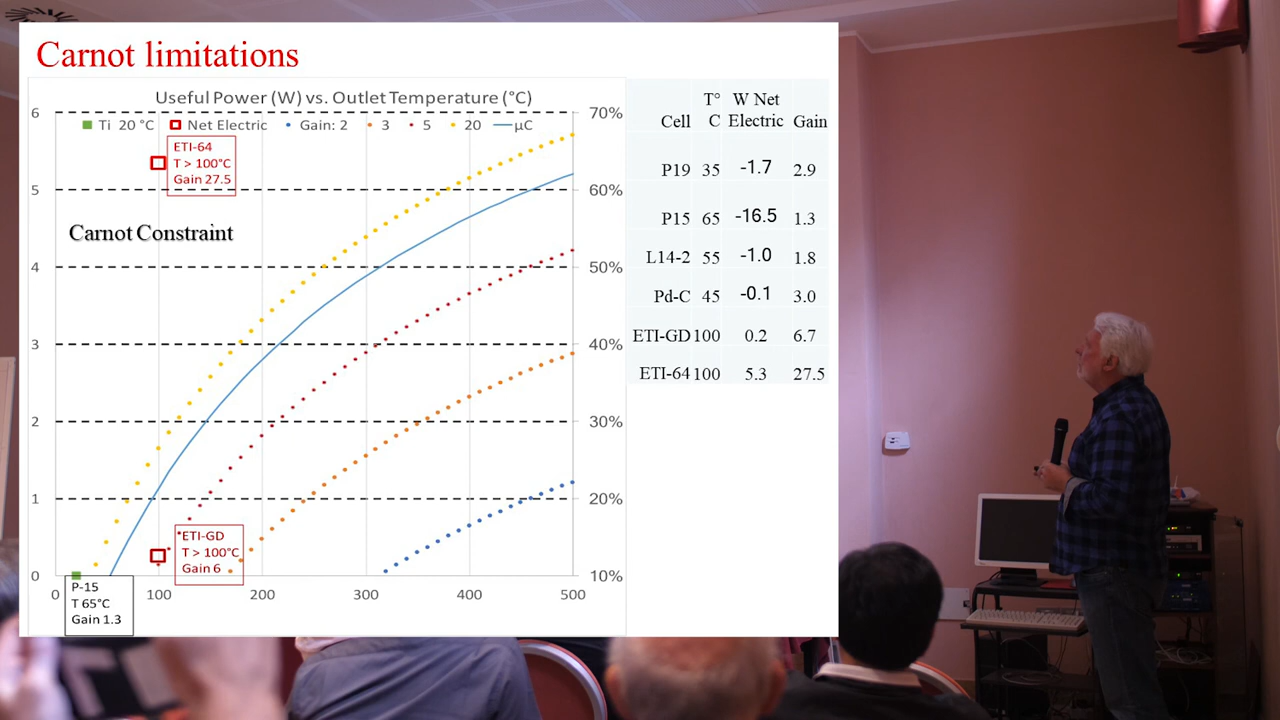 Carnot limitations
Useful Power (W) vs. Outlet Temperature (°C)
Ti 20 °C Net Electric Gain: 2 3 5 20 μC
6 70%
5 60%
4 50%
3 40%
2 30%
1 20%
0 10%
0 100 200 300 400 500
ETI-64
T > 100°C
Gain 27.5
Carnot Constraint
ETI-GD
T > 100°C
Gain 6
P-15
T 65°C
Gain 1.3
T° W Net
Cell C Electric Gain
P19 35 -1.7 2.9
P15 65 -16.5 1.3
L14-2 55 -1.0 1.8
Pd-C 45 -0.1 3.0
ETI-GD 100 0.2 6.7
ETI-64 100 5.3 27.5